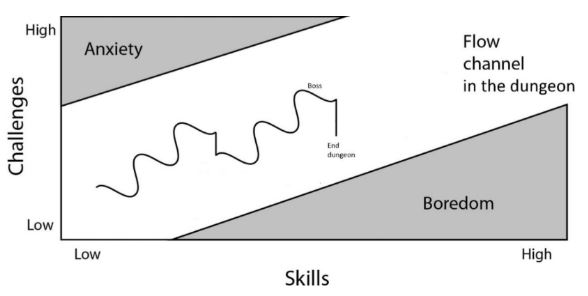 High
Anxiety
Flow
channel
in the dungeon
Challenges
Boss
End
dungeon
Boredom
Low
Low
High
Skills